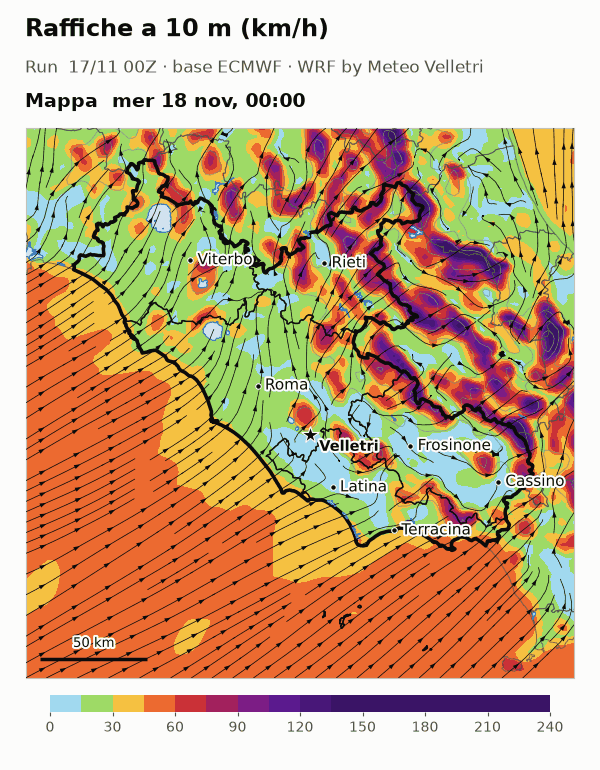 Raffiche a 10 m (km/h)
Run  17/11 00Z · base ECMWF · WRF by Meteo Velletri
Mappa  mer 18 nov, 00:00
Viterbo
Rieti
Roma
Velletri
Frosinone
Latina
Cassino
Terracina
50 km
0 30 60 90 120 150 180 210 240